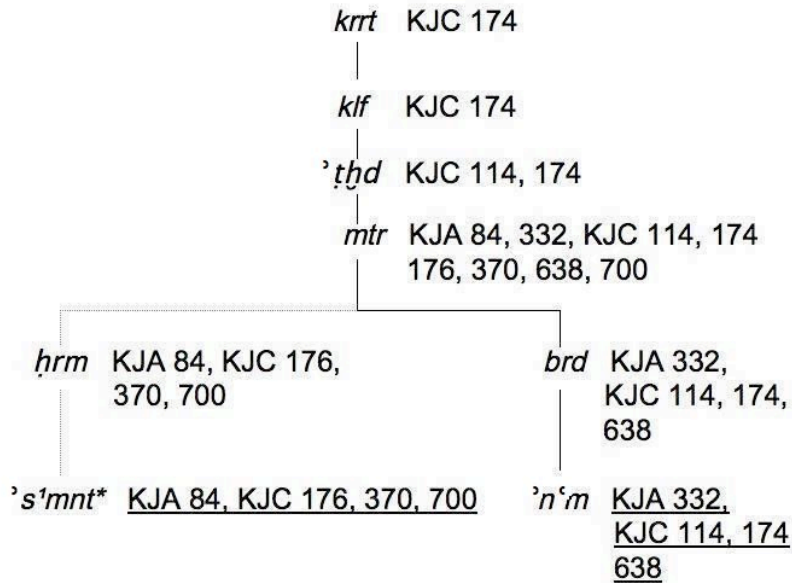 krrt KJC 174
klf KJC 174
ʾṭḫd KJC 114, 174
mtr KJA 84, 332, KJC 114, 174
176, 370, 638, 700
ḥrm KJA 84, KJC 176,
370, 700
brd KJA 332,
KJC 114, 174,
638
ʾs¹mnt* KJA 84, KJC 176, 370, 700
ʾnʿm KJA 332,
KJC 114, 174
638